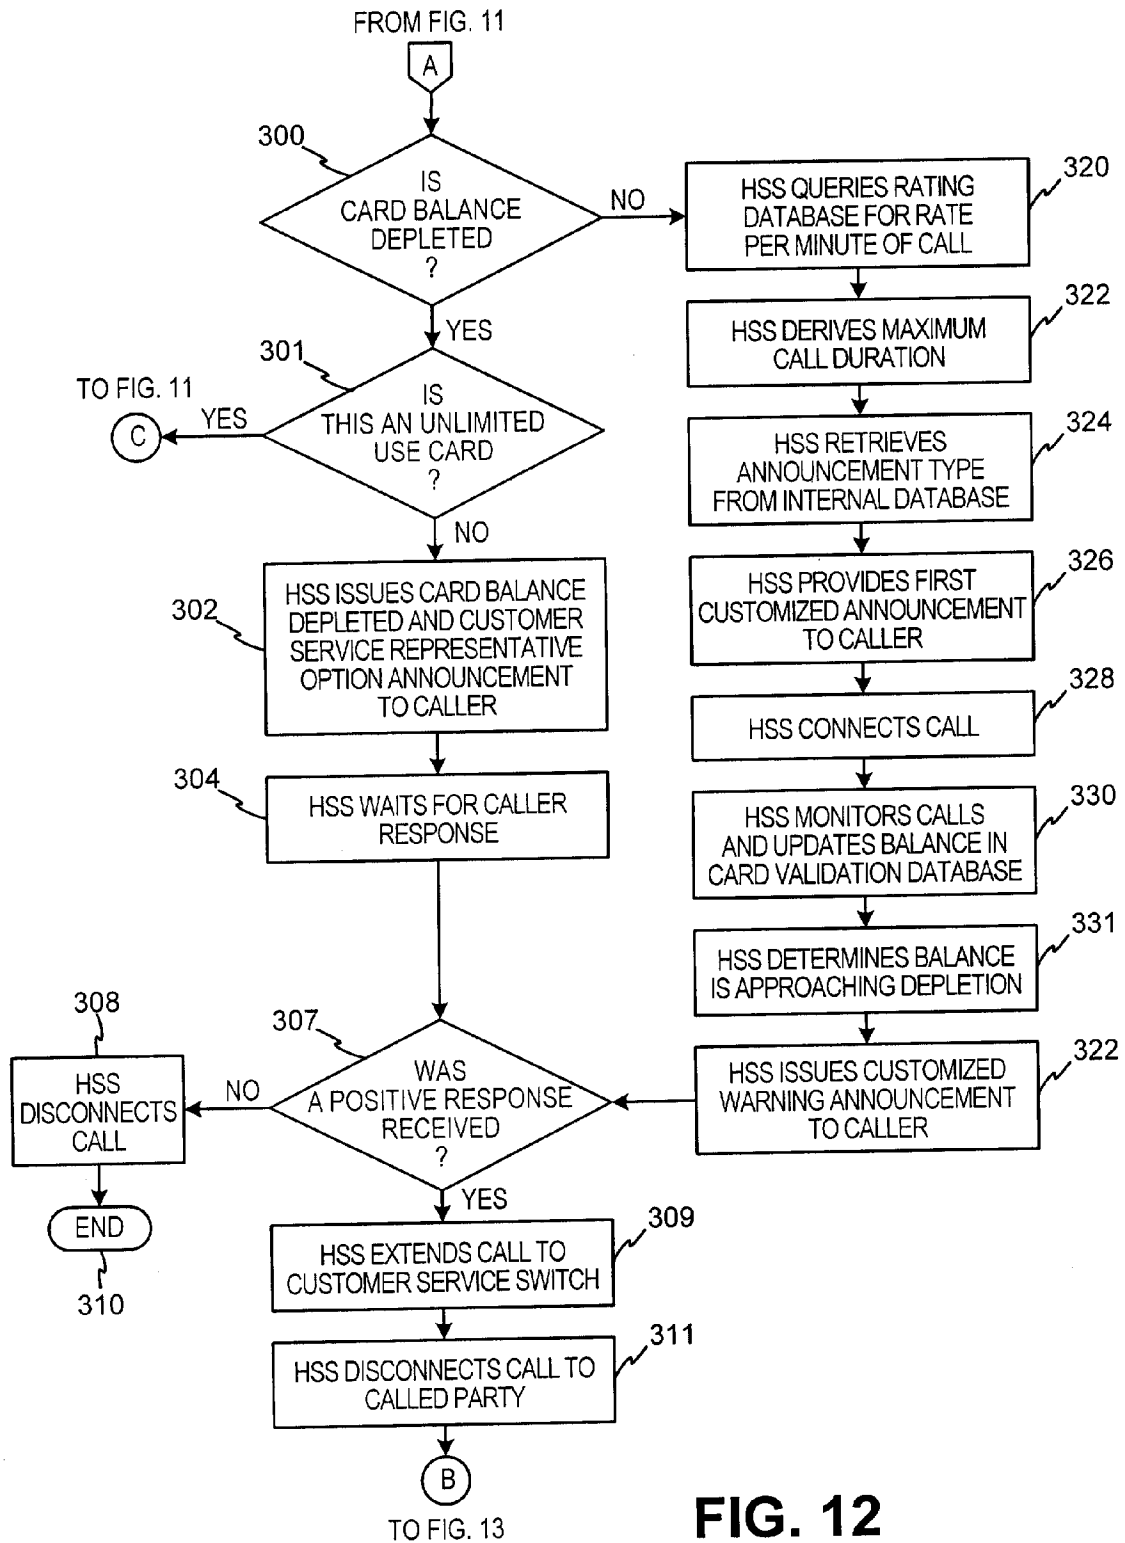 FROM FIG. 11
A
300
IS
CARD BALANCE
DEPLETED
?
NO
YES
320
HSS QUERIES RATING
DATABASE FOR RATE
PER MINUTE OF CALL
322
HSS DERIVES MAXIMUM
CALL DURATION
301
IS
THIS AN UNLIMITED
USE CARD
?
YES
TO FIG. 11
C
NO
324
HSS RETRIEVES
ANNOUNCEMENT TYPE
FROM INTERNAL DATABASE
302
HSS ISSUES CARD BALANCE
DEPLETED AND CUSTOMER
SERVICE REPRESENTATIVE
OPTION ANNOUNCEMENT
TO CALLER
326
HSS PROVIDES FIRST
CUSTOMIZED ANNOUNCEMENT
TO CALLER
328
HSS CONNECTS CALL
304
HSS WAITS FOR CALLER
RESPONSE
330
HSS MONITORS CALLS
AND UPDATES BALANCE IN
CARD VALIDATION DATABASE
331
HSS DETERMINES BALANCE
IS APPROACHING DEPLETION
322
HSS ISSUES CUSTOMIZED
WARNING ANNOUNCEMENT
TO CALLER
307
WAS
A POSITIVE RESPONSE
RECEIVED
?
NO
308
HSS
DISCONNECTS
CALL
END
310
YES
309
HSS EXTENDS CALL TO
CUSTOMER SERVICE SWITCH
311
HSS DISCONNECTS CALL TO
CALLED PARTY
B
TO FIG. 13
FIG. 12